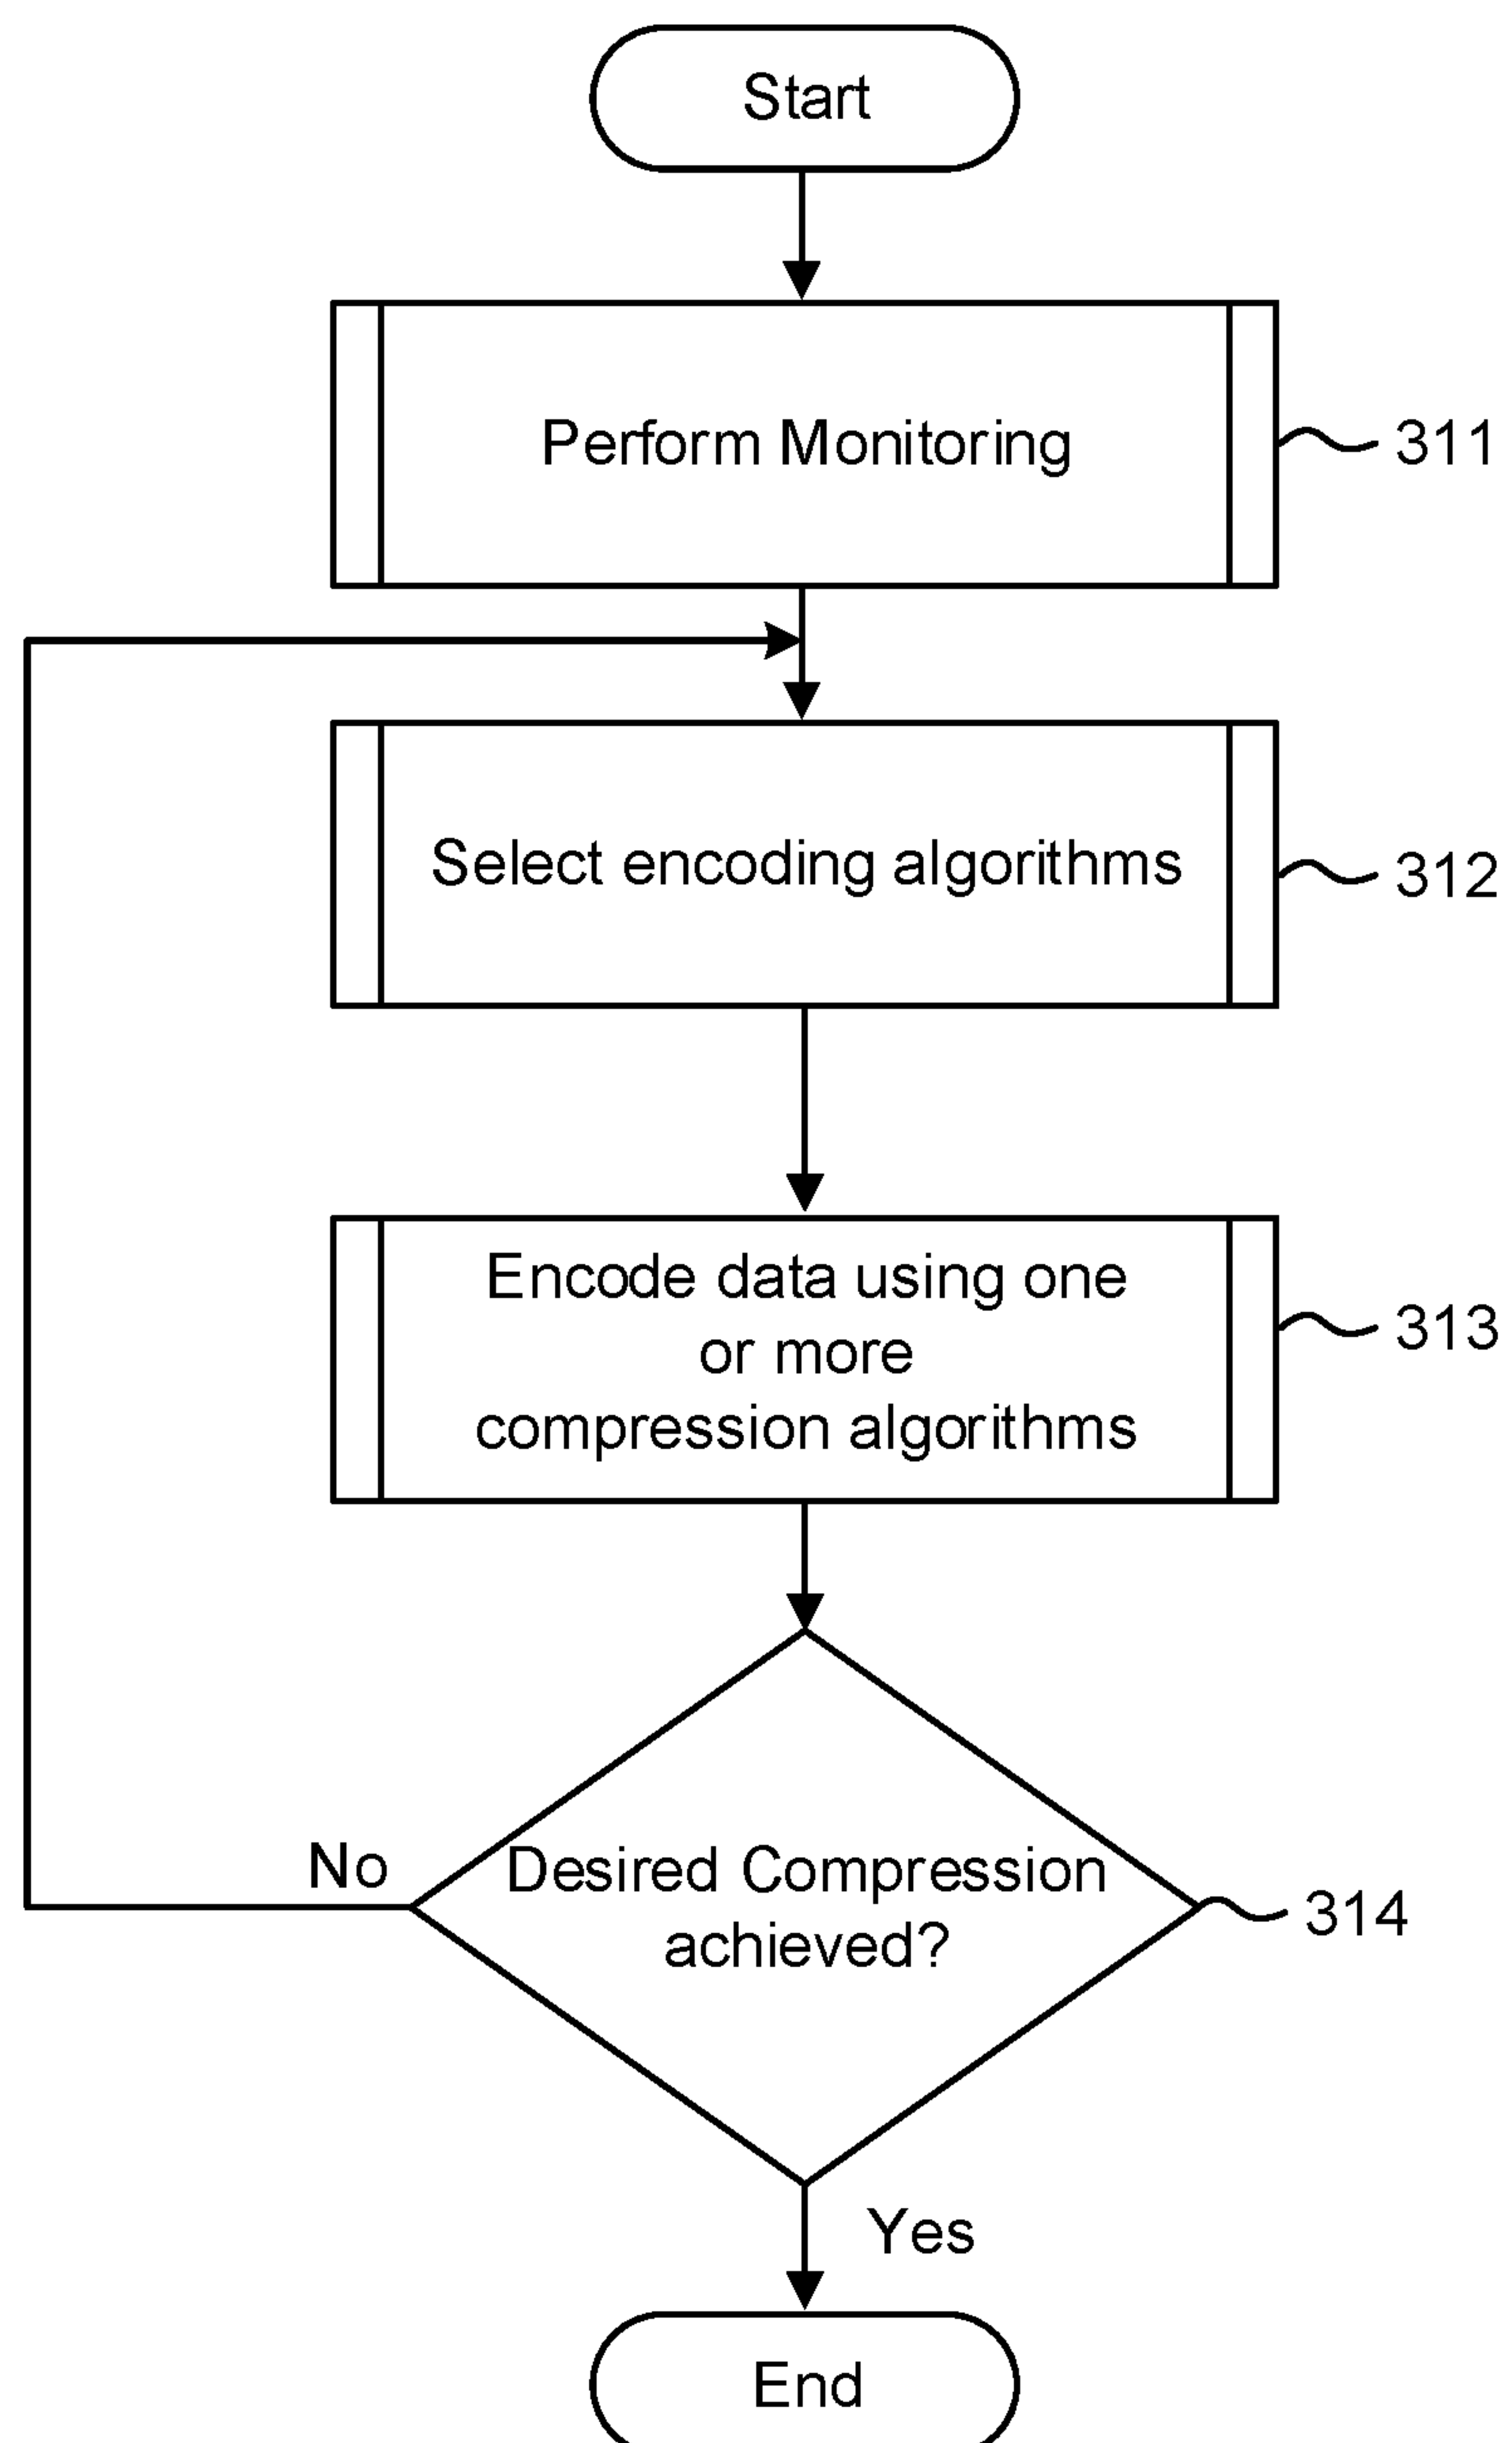 Start
Perform Monitoring
311
Select encoding algorithms
312
Encode data using one
or more
compression algorithms
313
No
Desired Compression
achieved?
314
Yes
End